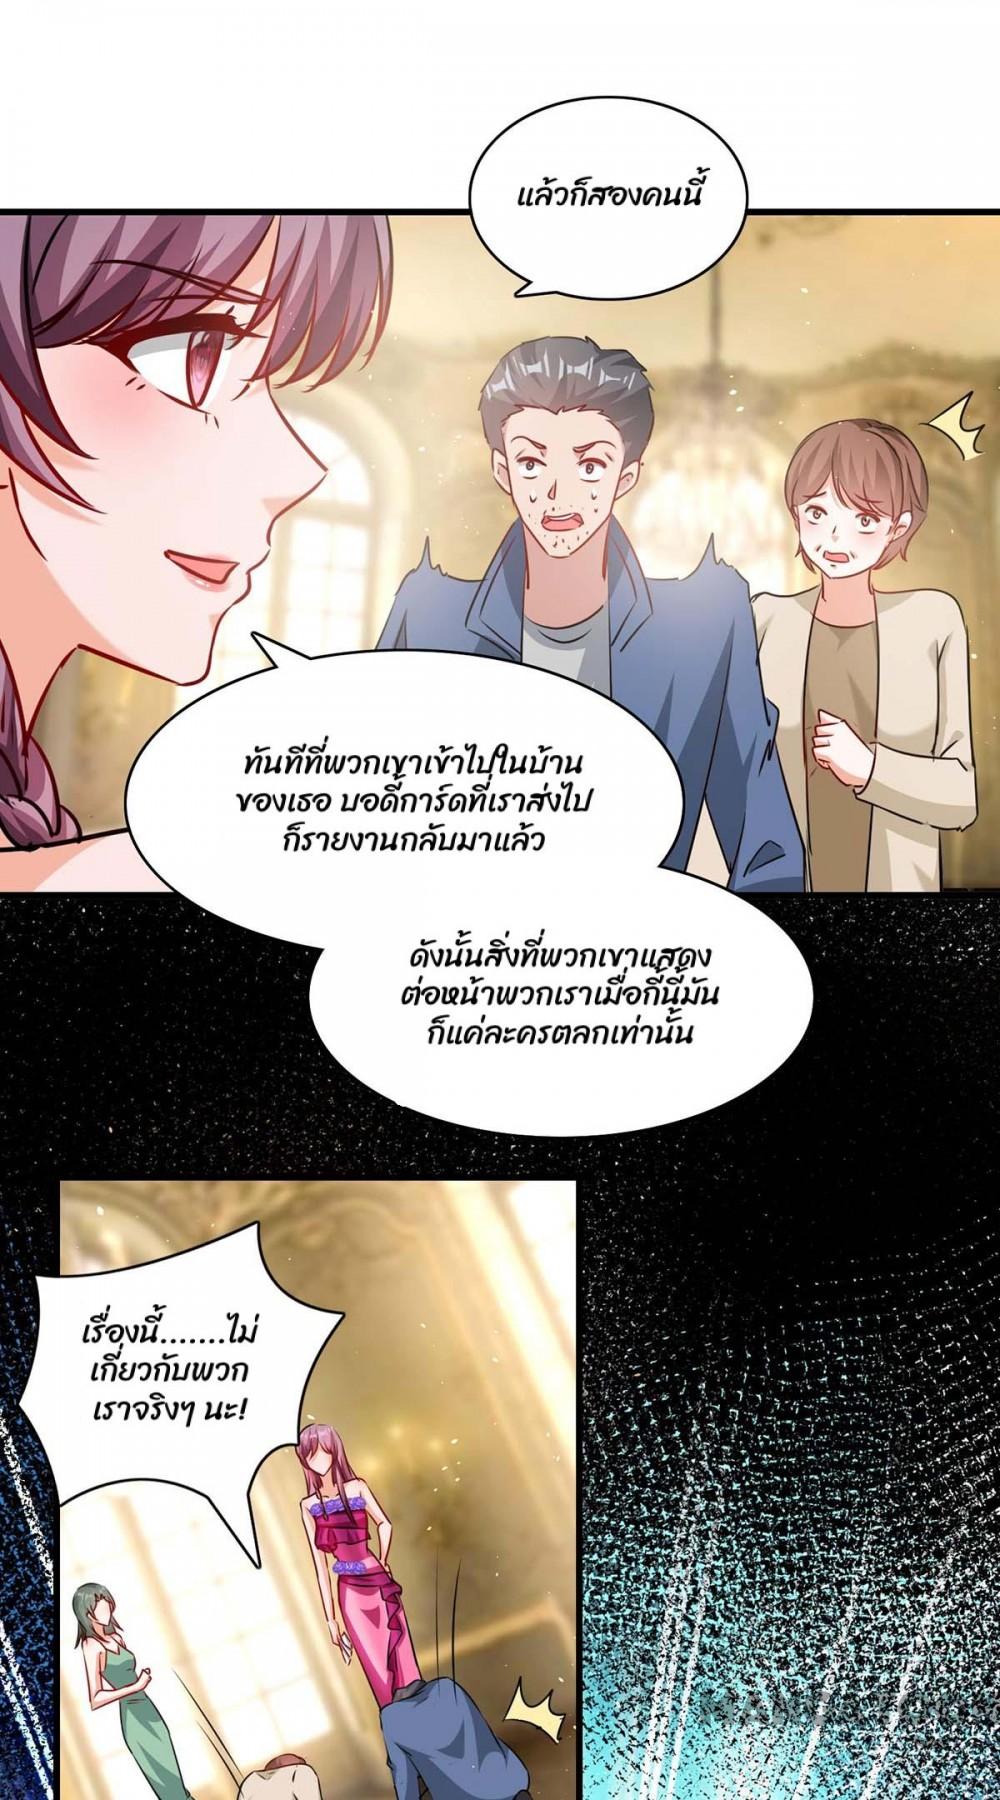 แล้วก็สองคนนี้
ทันทีที่พวกเขาเข้าไปในบ้าน
ของเธอ บอดี้การ์ดที่เราส่งไป
ก็รายงานกลับมาแล้ว
ดังนั้นสิ่งที่พวกเขาแสดง
ต่อหน้าพวกเราเมื่อกี้นี้มัน
ก็แค่ละครตลกเท่านั้น
เรื่องนี้.......ไม่
เกี่ยวกับพวก
เราจริงๆ นะ!